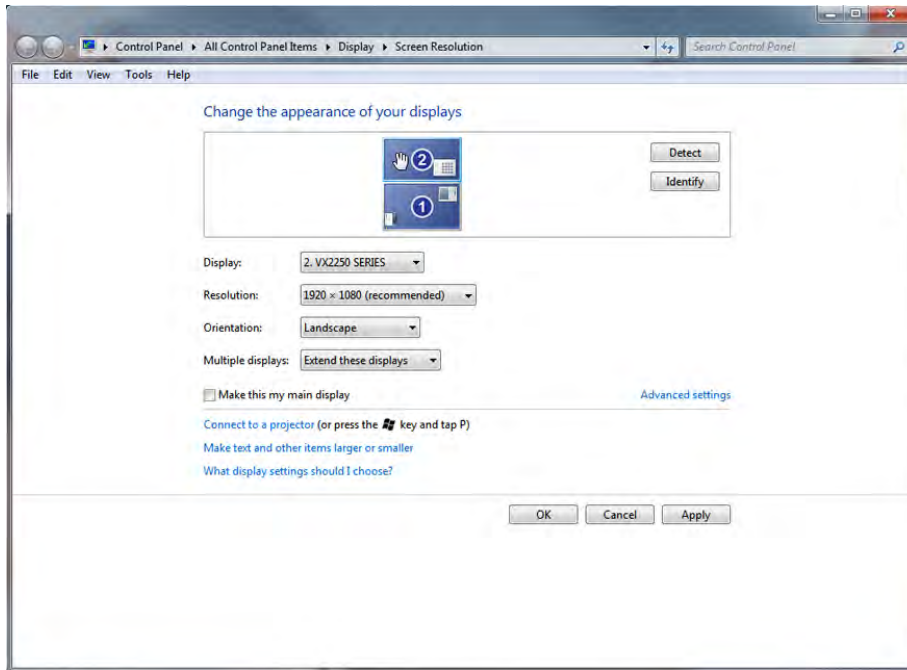 Control Panel ▸ All Control Panel Items ▸ Display ▸ Screen Resolution
Search Control Panel
File Edit View Tools Help
Change the appearance of your displays
2
1
Detect
Identify
Display: 2. VX2250 SERIES
Resolution: 1920 × 1080 (recommended)
Orientation: Landscape
Multiple displays: Extend these displays
Make this my main display
Advanced settings
Connect to a projector (or press the key and tap P)
Make text and other items larger or smaller
What display settings should I choose?
OK Cancel Apply